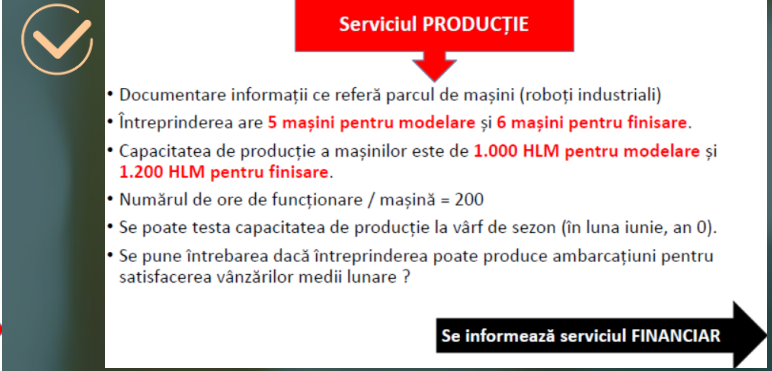 Serviciul PRODUCȚIE
• Documentare informații ce referă parcul de mașini (roboți industriali)
• Întreprinderea are 5 mașini pentru modelare și 6 mașini pentru finisare.
• Capacitatea de producție a mașinilor este de 1.000 HLM pentru modelare și
1.200 HLM pentru finisare.
• Numărul de ore de funcționare / mașină = 200
• Se poate testa capacitatea de producție la vârf de sezon (în luna iunie, an 0).
• Se pune întrebarea dacă întreprinderea poate produce ambarcațiuni pentru
satisfacerea vânzărilor medii lunare ?
Se informează serviciul FINANCIAR